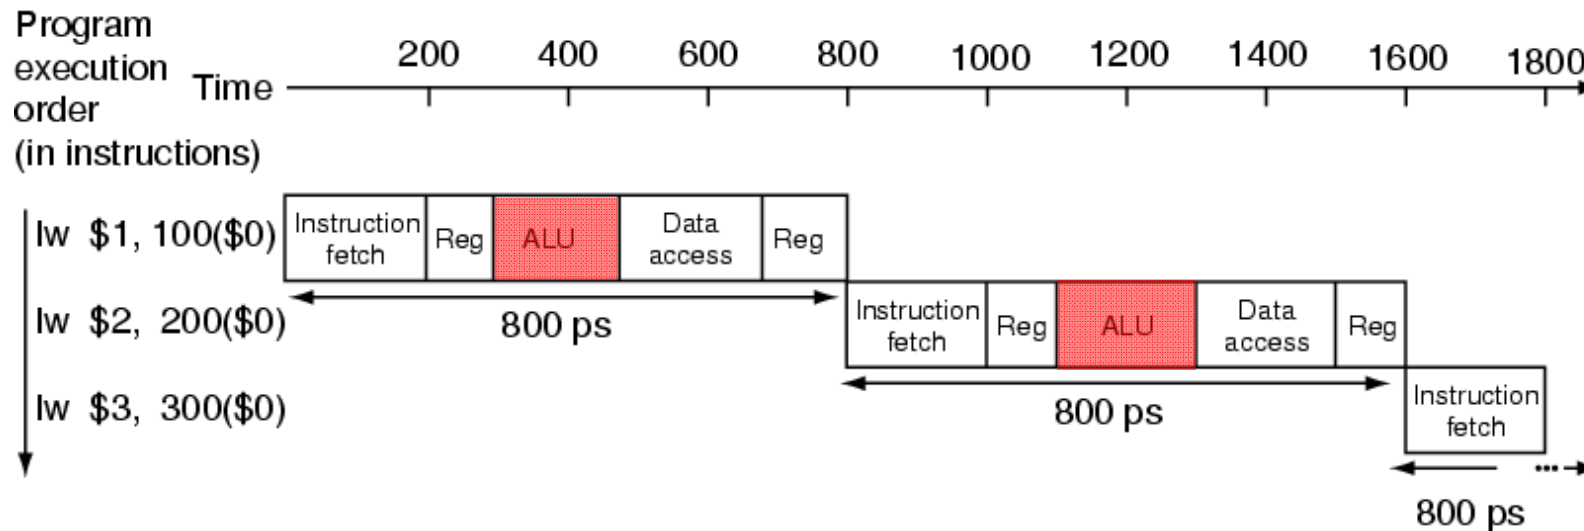 Program
execution
order
(in instructions)
Time
200 400 600 800 1000 1200 1400 1600 1800
lw $1, 100($0)
Instruction
fetch
Reg
ALU
Data
access
Reg
800 ps
lw $2, 200($0)
Instruction
fetch
Reg
ALU
Data
access
Reg
800 ps
lw $3, 300($0)
Instruction
fetch
...
800 ps